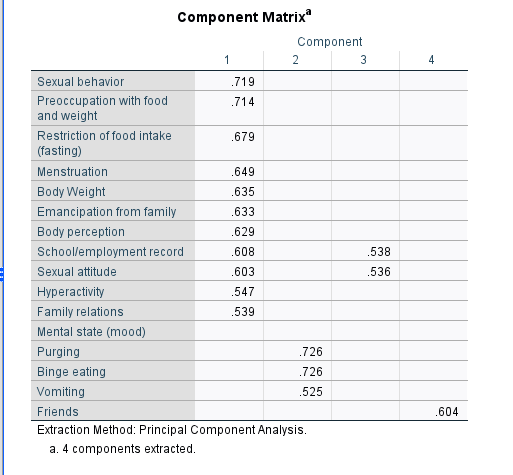 Component Matrixa
Component
1 2 3 4
Sexual behavior .719
Preoccupation with food .714
and weight
Restriction of food intake .679
(fasting)
Menstruation .649
Body Weight .635
Emancipation from family .633
Body perception .629
School/employment record .608 .538
Sexual attitude .603 .536
Hyperactivity .547
Family relations .539
Mental state (mood)
Purging .726
Binge eating .726
Vomiting .525
Friends .604
Extraction Method: Principal Component Analysis.
a. 4 components extracted.